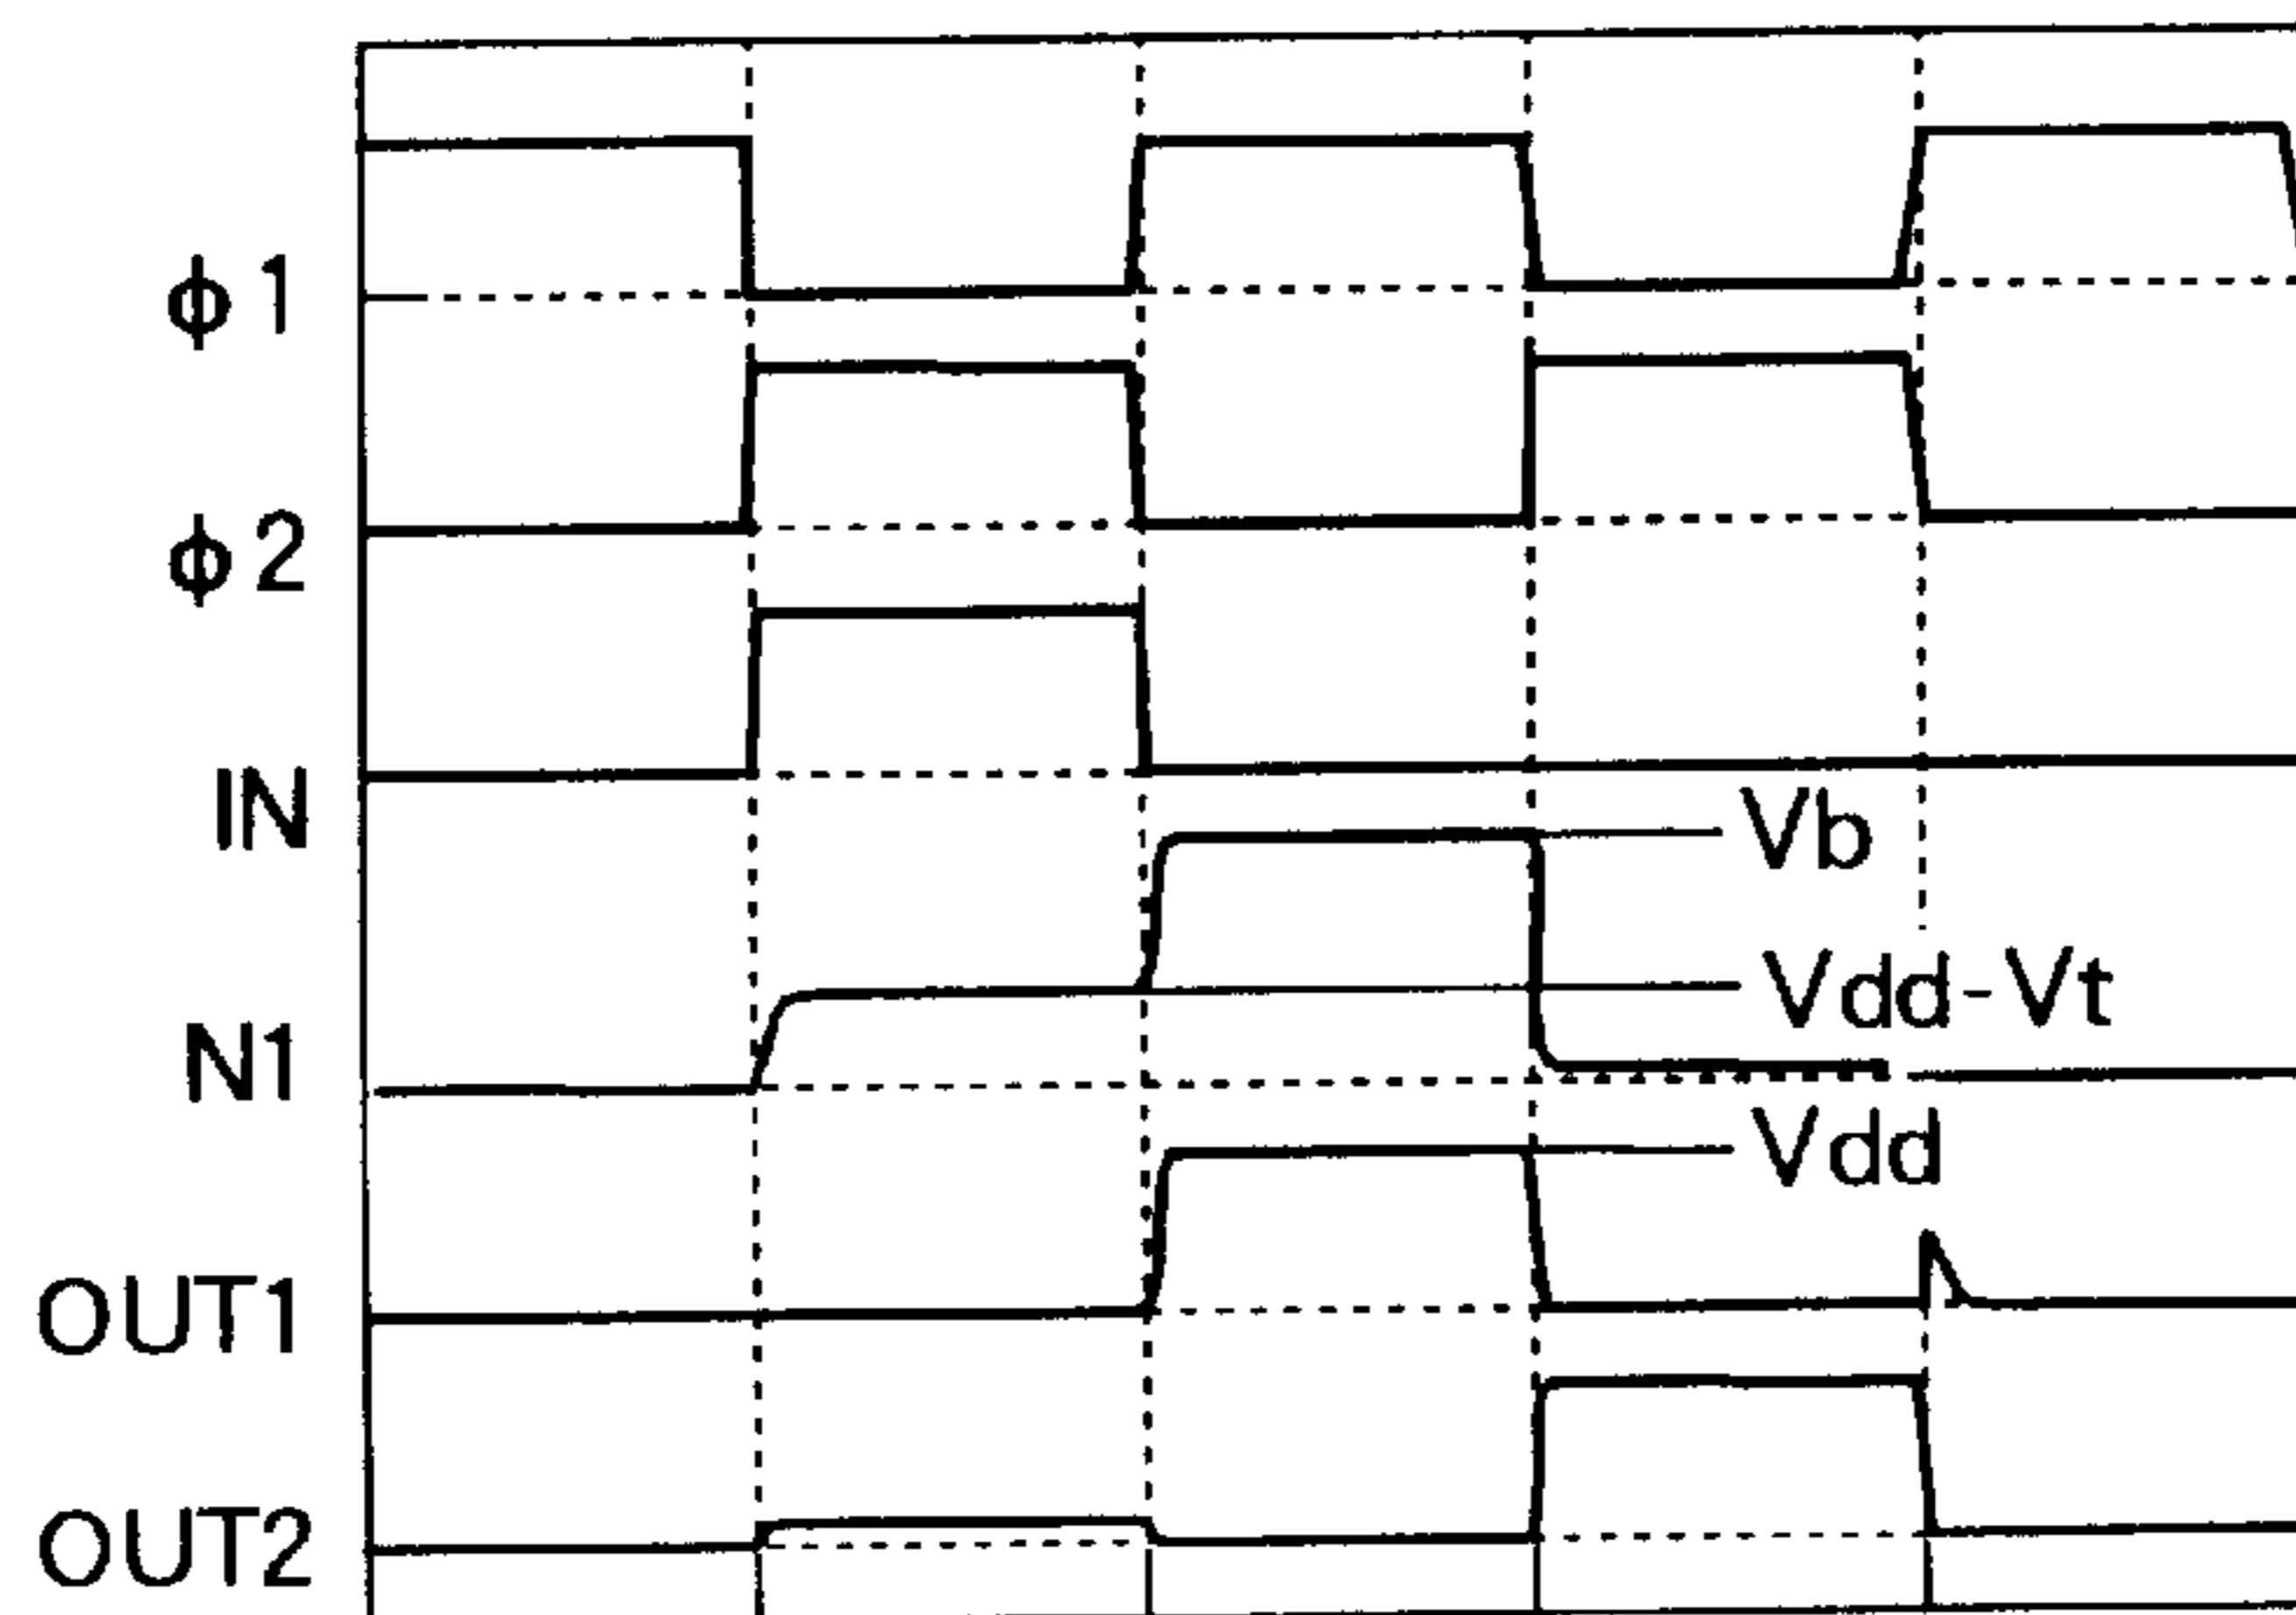 ϕ1
ϕ2
IN
Vb
Vdd-Vt
N1
Vdd
OUT1
OUT2